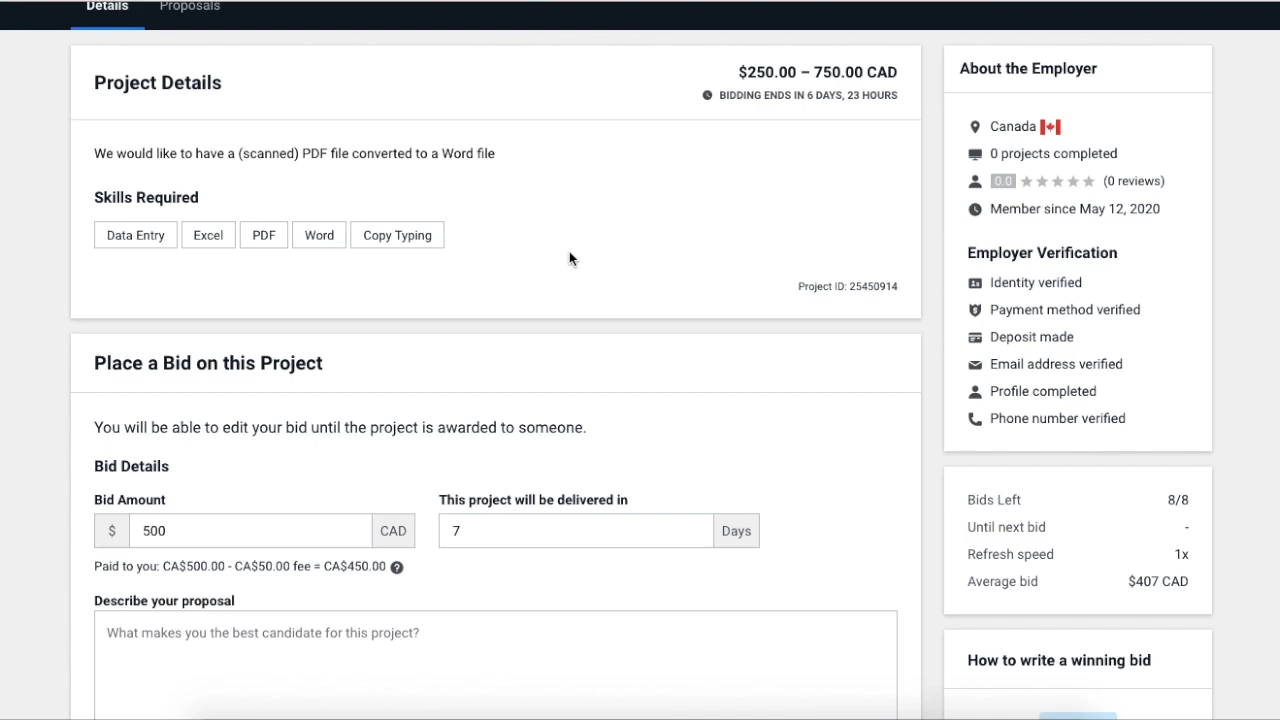 Details
Proposals
Project Details
$250.00 – 750.00 CAD
BIDDING ENDS IN 6 DAYS, 23 HOURS
We would like to have a (scanned) PDF file converted to a Word file
Skills Required
Data Entry
Excel
PDF
Word
Copy Typing
Project ID: 25450914
Place a Bid on this Project
You will be able to edit your bid until the project is awarded to someone.
Bid Details
Bid Amount
This project will be delivered in
$ 500 CAD
7 Days
Paid to you: CA$500.00 - CA$50.00 fee = CA$450.00 ?
Describe your proposal
What makes you the best candidate for this project?
About the Employer
Canada
0 projects completed
0.0 (0 reviews)
Member since May 12, 2020
Employer Verification
Identity verified
Payment method verified
Deposit made
Email address verified
Profile completed
Phone number verified
Bids Left 8/8
Until next bid -
Refresh speed 1x
Average bid $407 CAD
How to write a winning bid